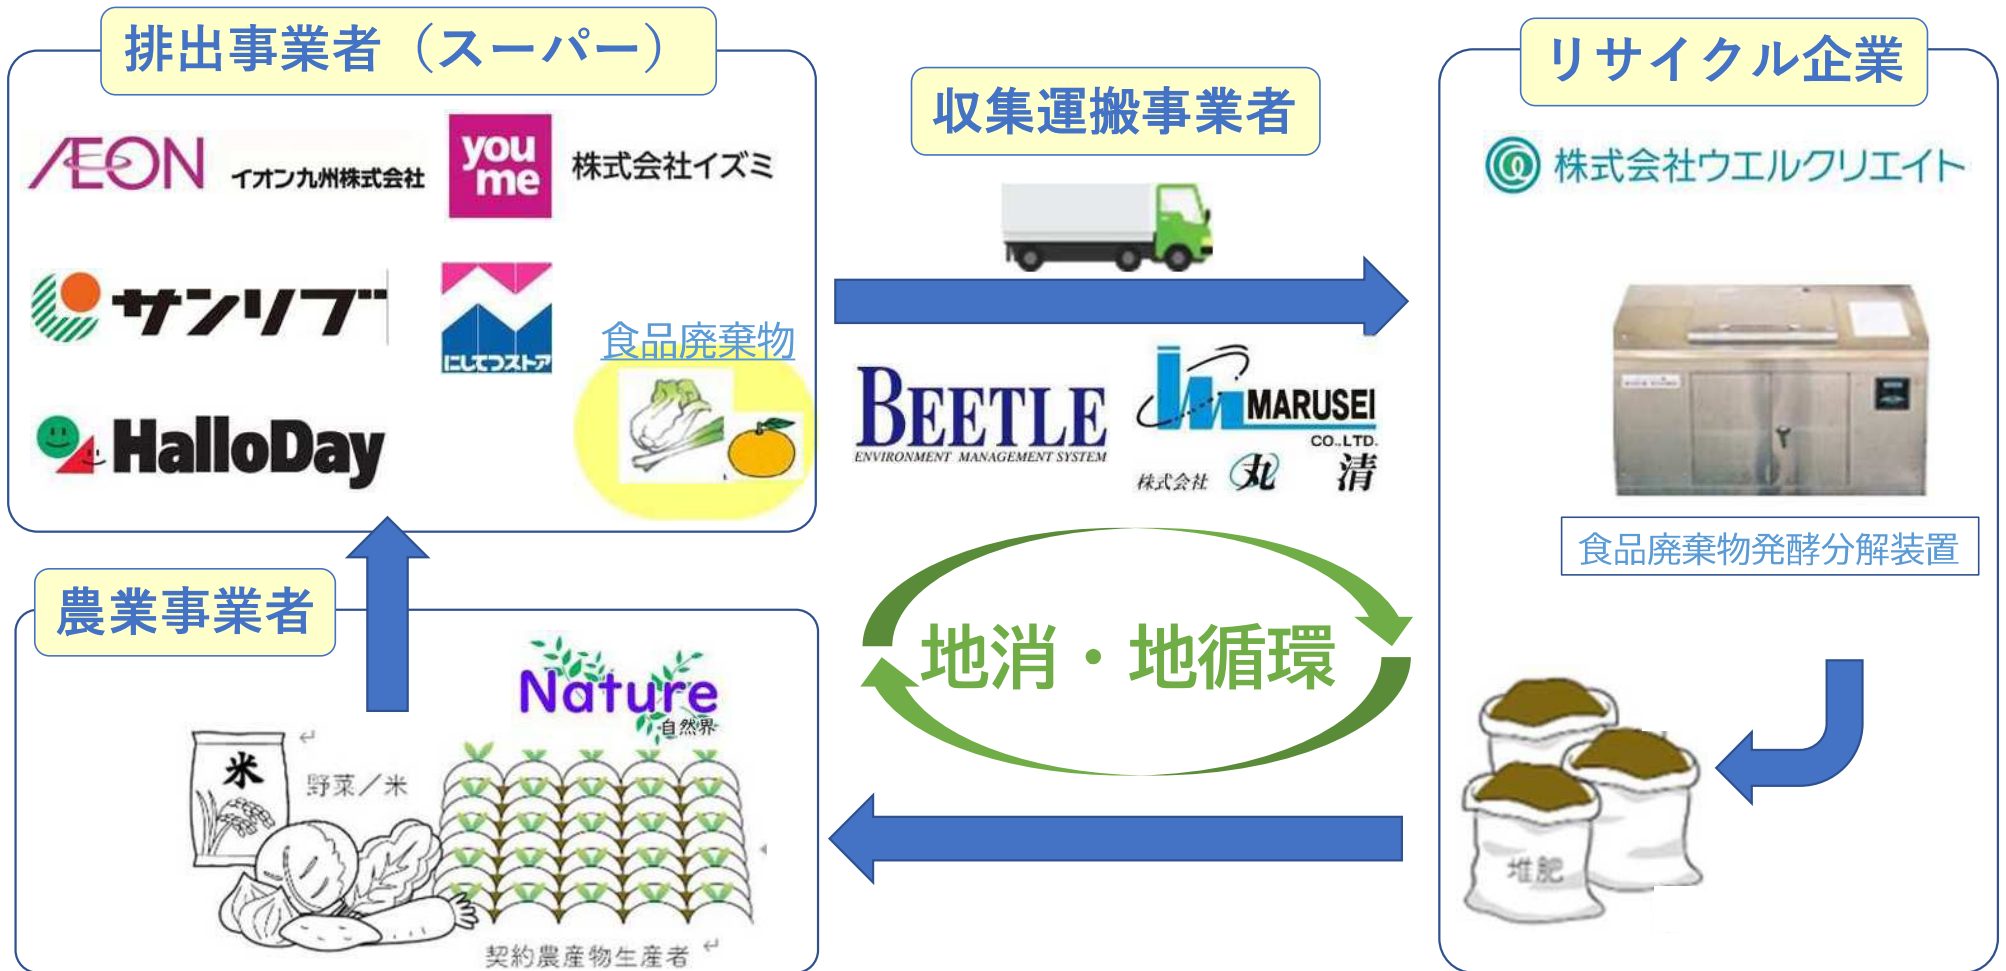 排出事業者（スーパー）
ÆON
イオン九州株式会社
you
me
株式会社イズミ
サンリブ
にしてつストア
食品廃棄物
HalloDay
収集運搬事業者
BEETLE
ENVIRONMENT MANAGEMENT SYSTEM
MARUSEI
CO.,LTD.
株式会社 丸 清
リサイクル企業
株式会社ウエルクリエイト
食品廃棄物発酵分解装置
堆肥
地消・地循環
農業事業者
Nature
自然界
米
野菜／米
契約農産物生産者